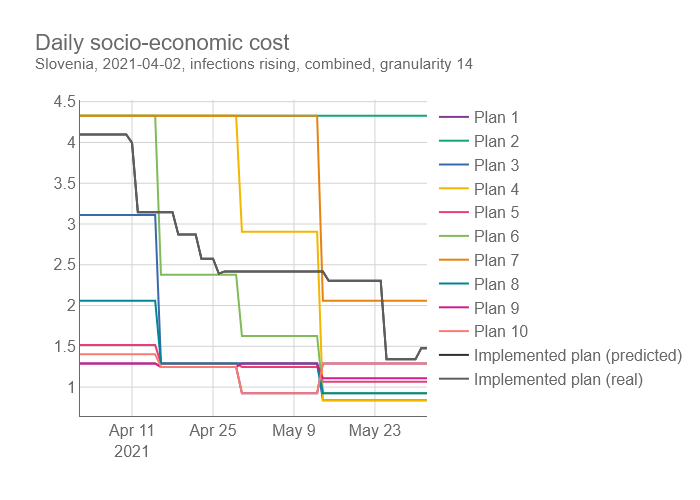 Daily socio-economic cost
Slovenia, 2021-04-02, infections rising, combined, granularity 14
4.5
4
3.5
3
2.5
2
1.5
1
Apr 11
2021
Apr 25
May 9
May 23
Plan 1
Plan 2
Plan 3
Plan 4
Plan 5
Plan 6
Plan 7
Plan 8
Plan 9
Plan 10
Implemented plan (predicted)
Implemented plan (real)